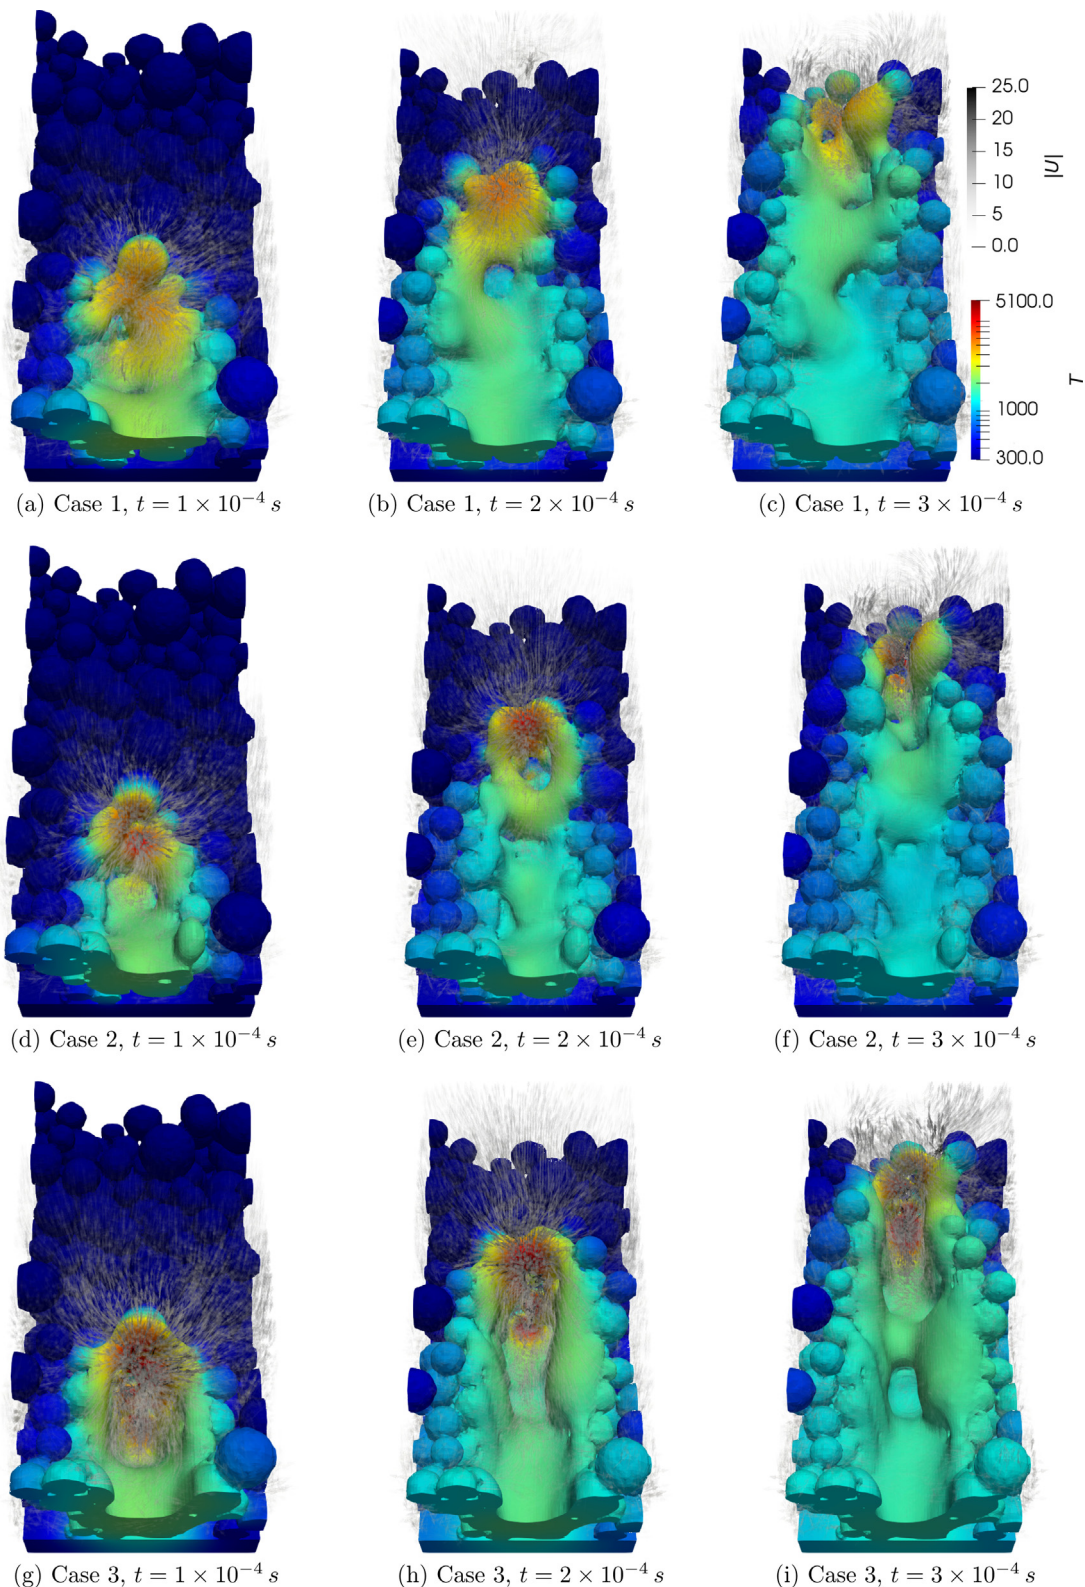 25.0
20
15
10
5
0.0
|u|
5100.0
1000
300.0
T
(a) Case 1, t = 1 × 10⁻⁴ s
(b) Case 1, t = 2 × 10⁻⁴ s
(c) Case 1, t = 3 × 10⁻⁴ s
(d) Case 2, t = 1 × 10⁻⁴ s
(e) Case 2, t = 2 × 10⁻⁴ s
(f) Case 2, t = 3 × 10⁻⁴ s
(g) Case 3, t = 1 × 10⁻⁴ s
(h) Case 3, t = 2 × 10⁻⁴ s
(i) Case 3, t = 3 × 10⁻⁴ s